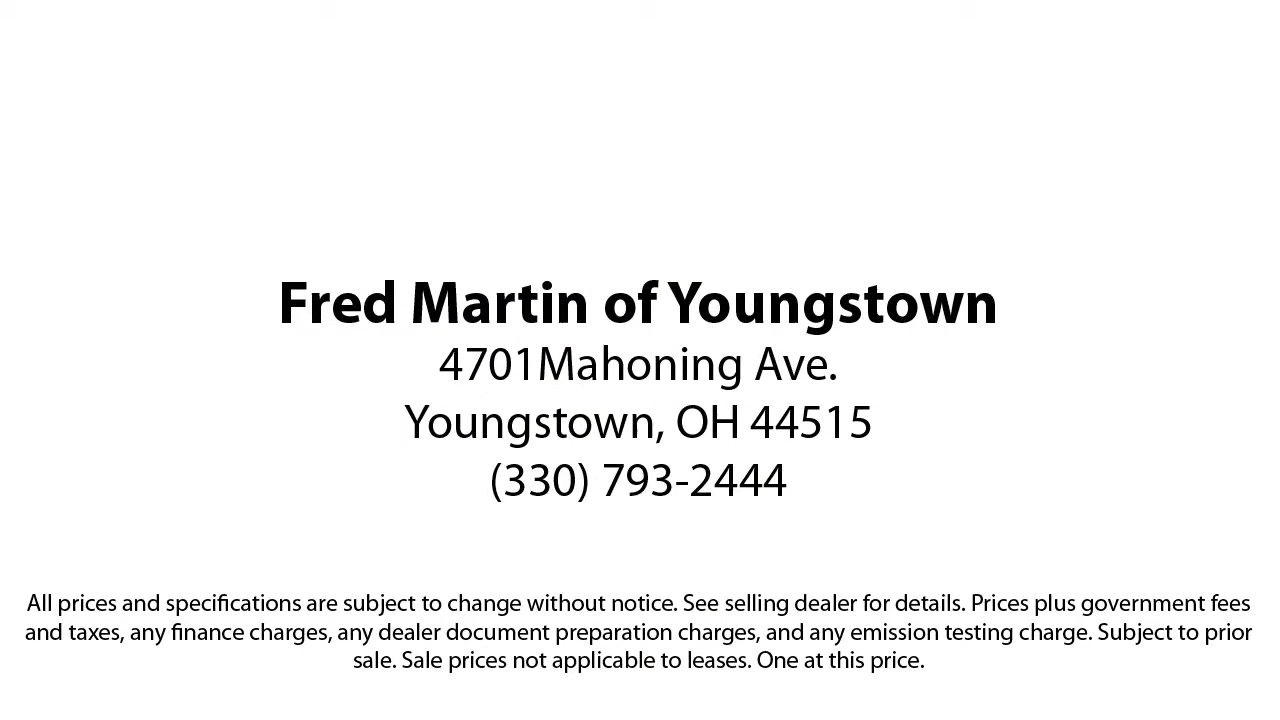 Fred Martin of Youngstown
4701Mahoning Ave.
Youngstown, OH 44515
(330) 793-2444
All prices and specifications are subject to change without notice. See selling dealer for details. Prices plus government fees
and taxes, any finance charges, any dealer document preparation charges, and any emission testing charge. Subject to prior
sale. Sale prices not applicable to leases. One at this price.